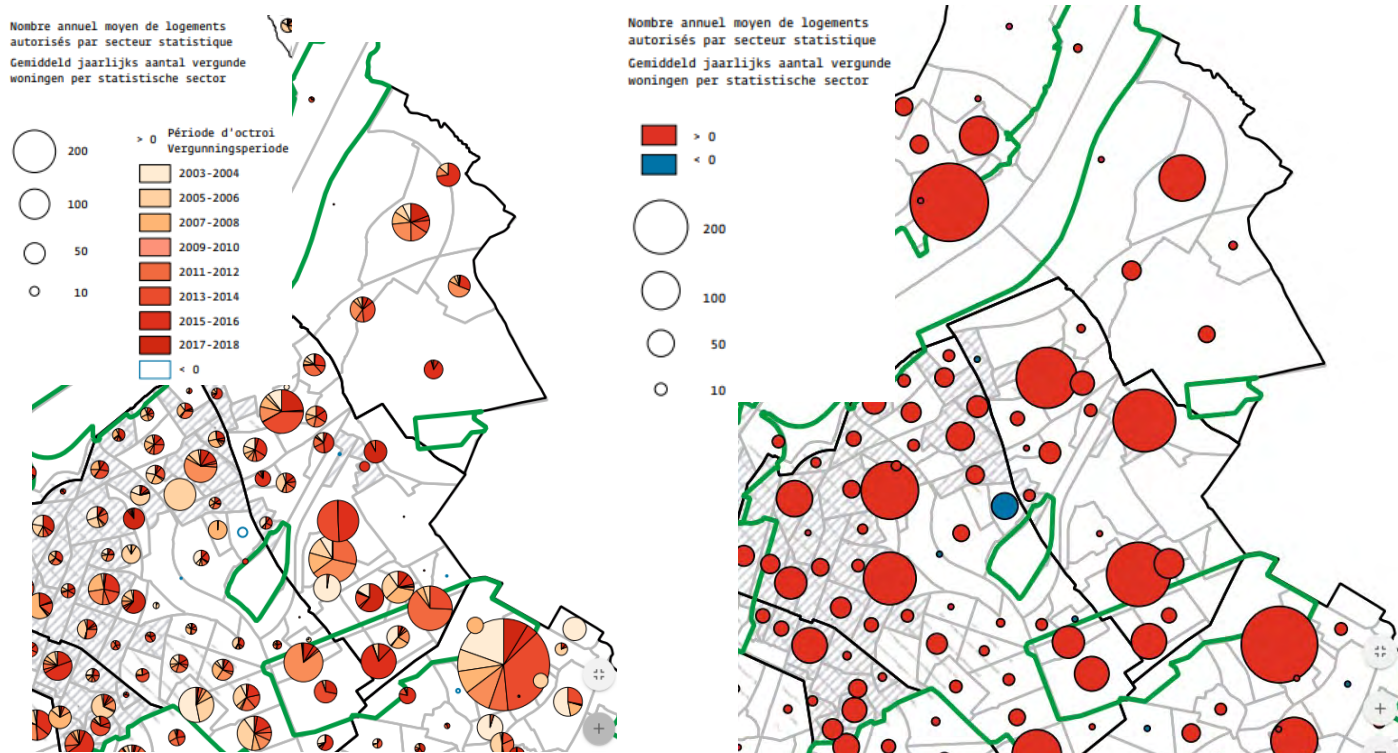 Nombre annuel moyen de logements
autorisés par secteur statistique
Gemiddeld jaarlijks aantal vergunde
woningen per statistische sector
200
100
50
10
> 0 Période d'octroi
Vergunningsperiode
2003-2004
2005-2006
2007-2008
2009-2010
2011-2012
2013-2014
2015-2016
2017-2018
< 0
Nombre annuel moyen de logements
autorisés par secteur statistique
Gemiddeld jaarlijks aantal vergunde
woningen per statistische sector
> 0
< 0
200
100
50
10